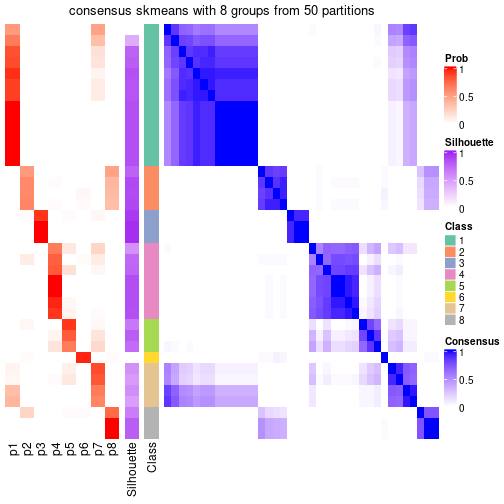 consensus skmeans with 8 groups from 50 partitions
Prob
1
0.5
0
Silhouette
1
0.5
0
Class
1
2
3
4
5
6
7
8
Consensus
1
0.5
0
p1
p2
p3
p4
p5
p6
p7
p8
Silhouette
Class